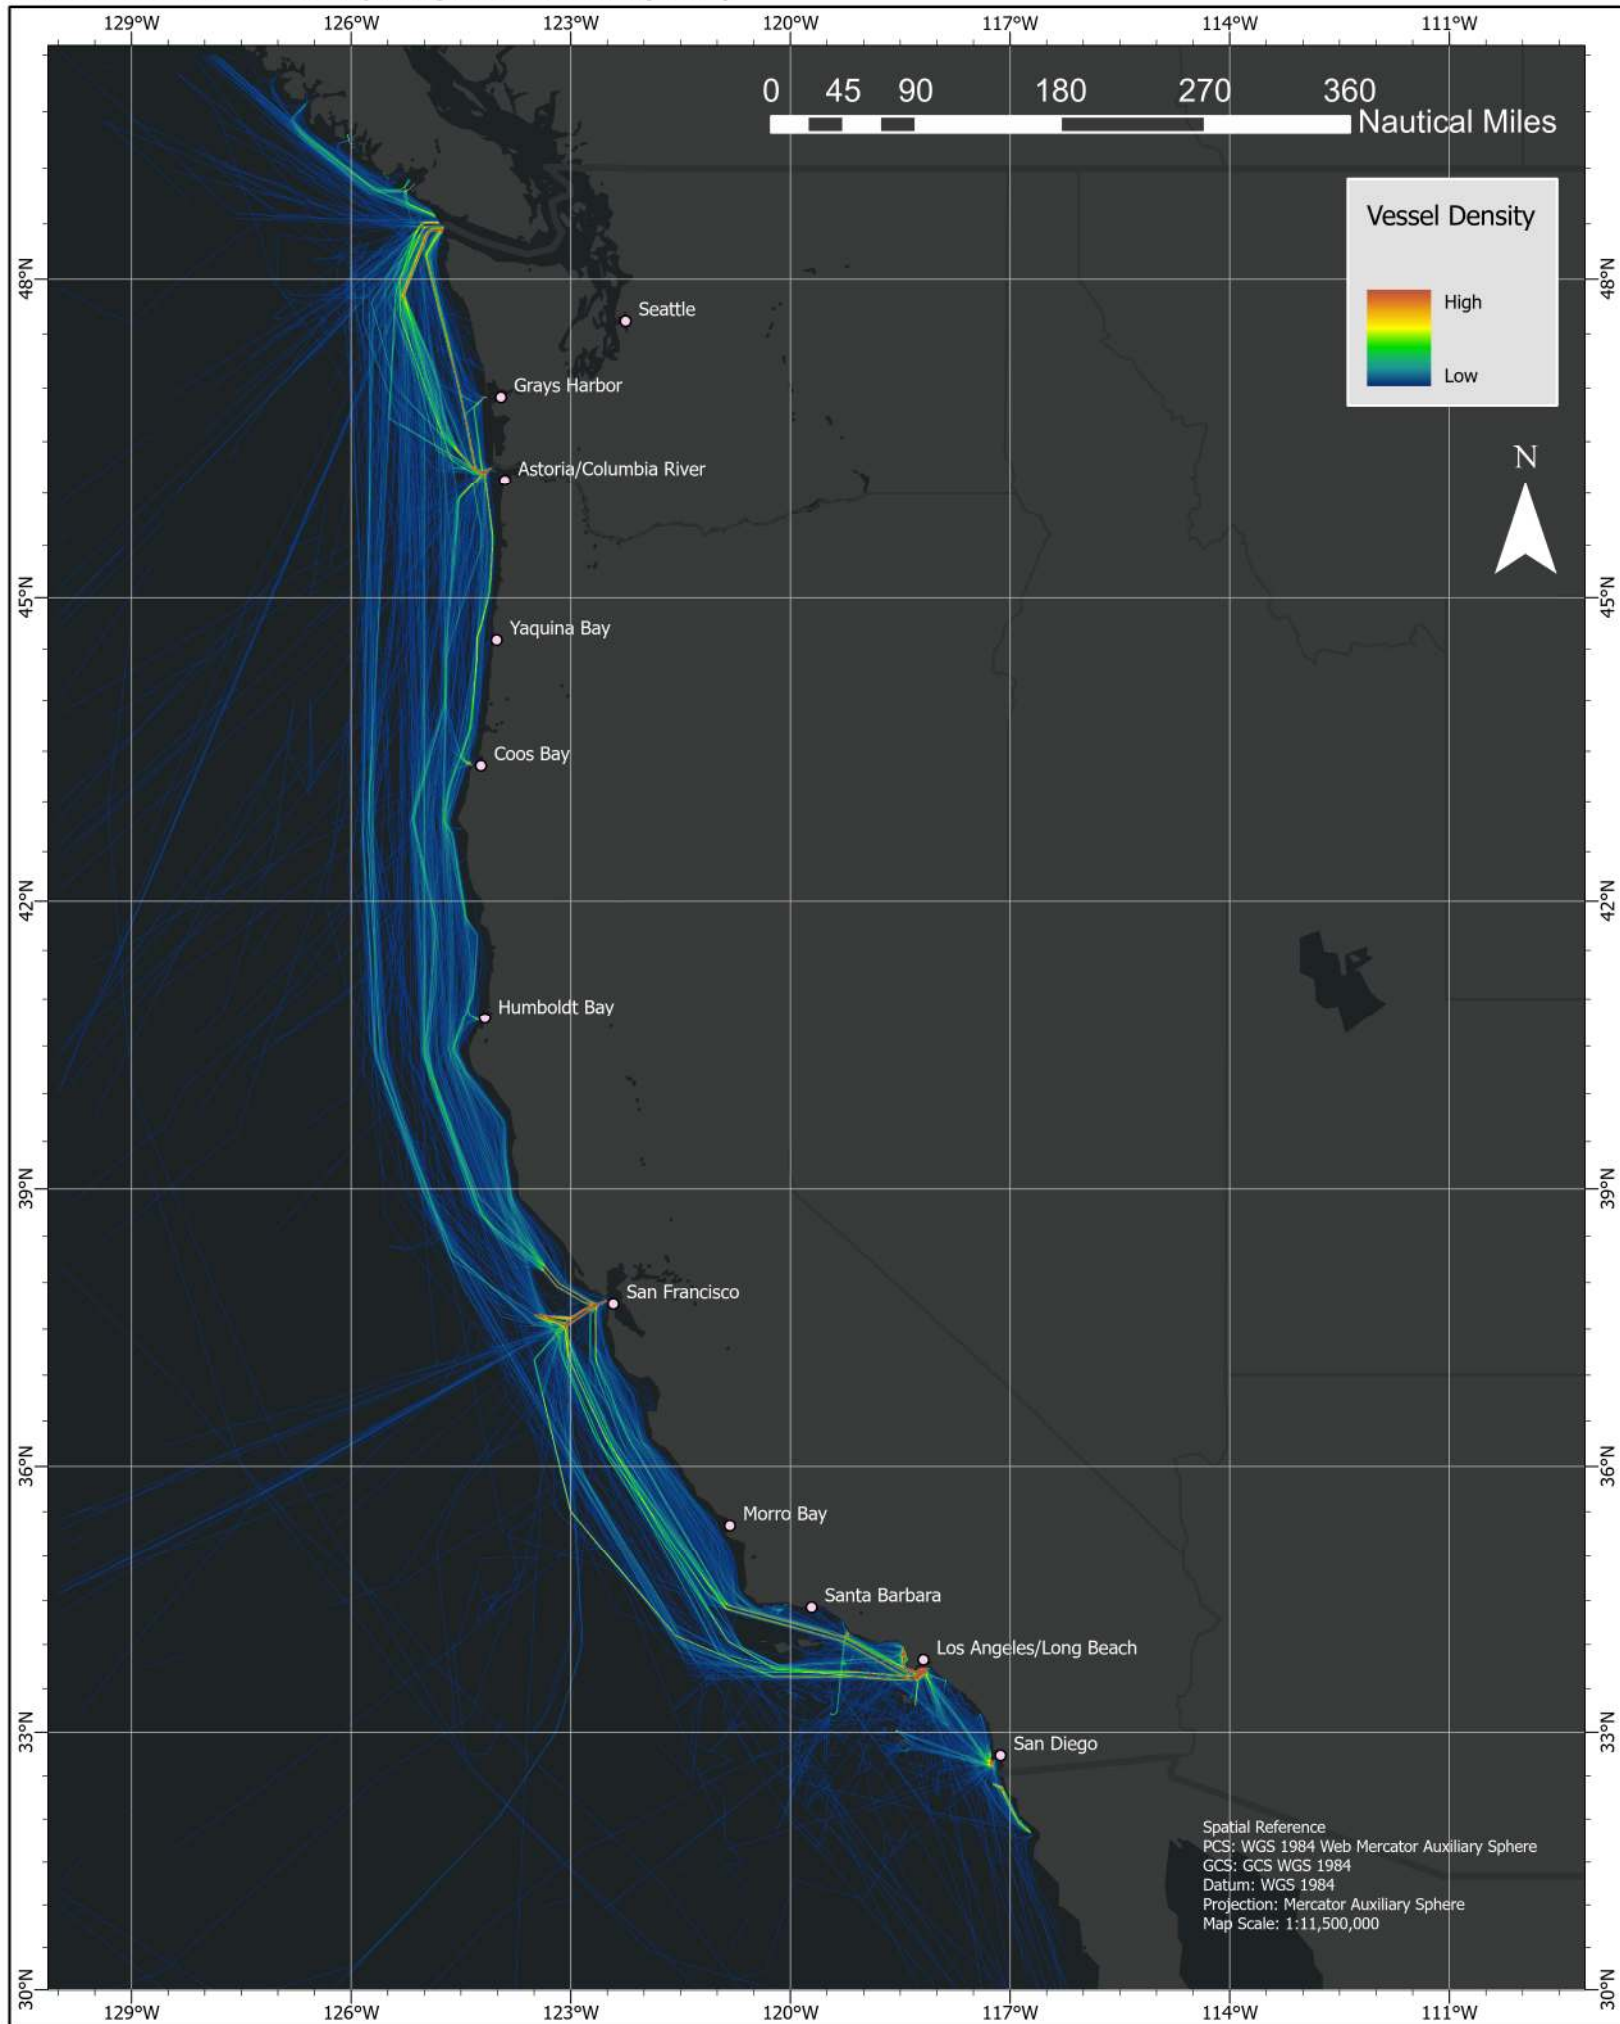 129°W 126°W 123°W 120°W 117°W 114°W 111°W
0 45 90 180 270 360
Nautical Miles
Vessel Density
High
Low
N
48°N 48°N
Seattle
Grays Harbor
Astoria/Columbia River
45°N 45°N
Yaquina Bay
Coos Bay
42°N 42°N
Humboldt Bay
39°N 39°N
San Francisco
36°N 36°N
Morro Bay
Santa Barbara
Los Angeles/Long Beach
33°N 33°N
San Diego
Spatial Reference
PCS: WGS 1984 Web Mercator Auxiliary Sphere
GCS: GCS WGS 1984
Datum: WGS 1984
Projection: Mercator Auxiliary Sphere
Map Scale: 1:11,500,000
30°N 30°N
129°W 126°W 123°W 120°W 117°W 114°W 111°W